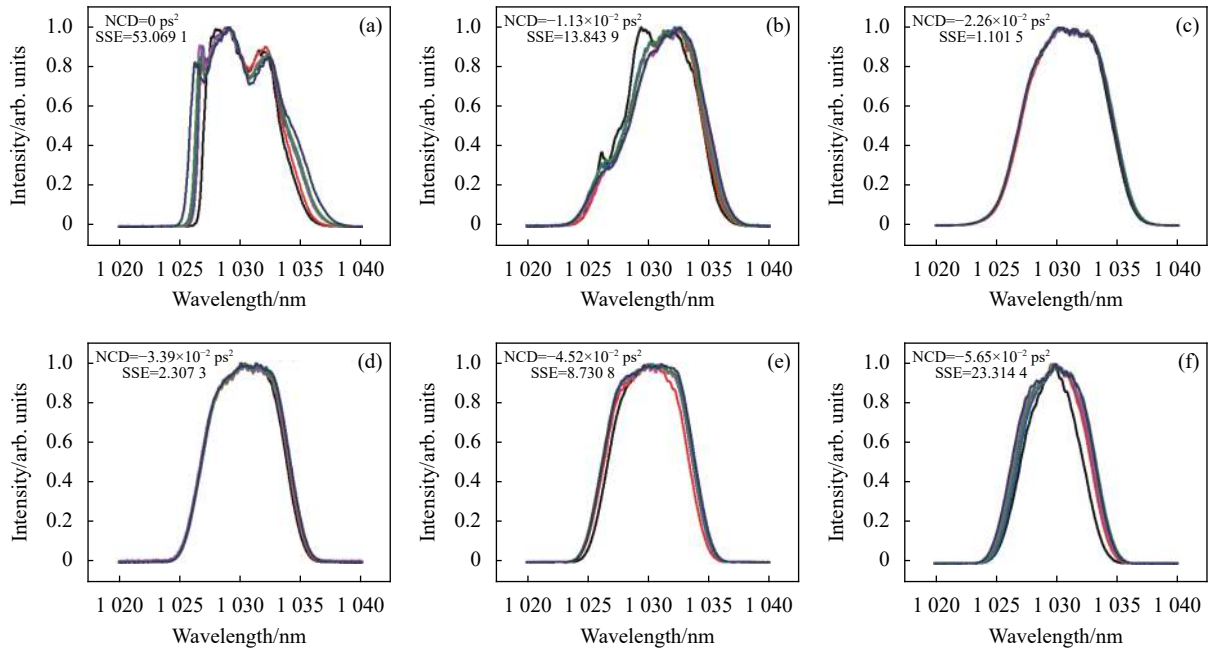 NCD=0 ps²
SSE=53.069 1
(a)
1.0
0.8
0.6
0.4
0.2
0
Intensity/arb. units
1 020 1 025 1 030 1 035 1 040
Wavelength/nm
NCD=−1.13×10⁻² ps²
SSE=13.843 9
(b)
1.0
0.8
0.6
0.4
0.2
0
Intensity/arb. units
1 020 1 025 1 030 1 035 1 040
Wavelength/nm
NCD=−2.26×10⁻² ps²
SSE=1.101 5
(c)
1.0
0.8
0.6
0.4
0.2
0
Intensity/arb. units
1 020 1 025 1 030 1 035 1 040
Wavelength/nm
NCD=−3.39×10⁻² ps²
SSE=2.307 3
(d)
1.0
0.8
0.6
0.4
0.2
0
Intensity/arb. units
1 020 1 025 1 030 1 035 1 040
Wavelength/nm
NCD=−4.52×10⁻² ps²
SSE=8.730 8
(e)
1.0
0.8
0.6
0.4
0.2
0
Intensity/arb. units
1 020 1 025 1 030 1 035 1 040
Wavelength/nm
NCD=−5.65×10⁻² ps²
SSE=23.314 4
(f)
1.0
0.8
0.6
0.4
0.2
0
Intensity/arb. units
1 020 1 025 1 030 1 035 1 040
Wavelength/nm